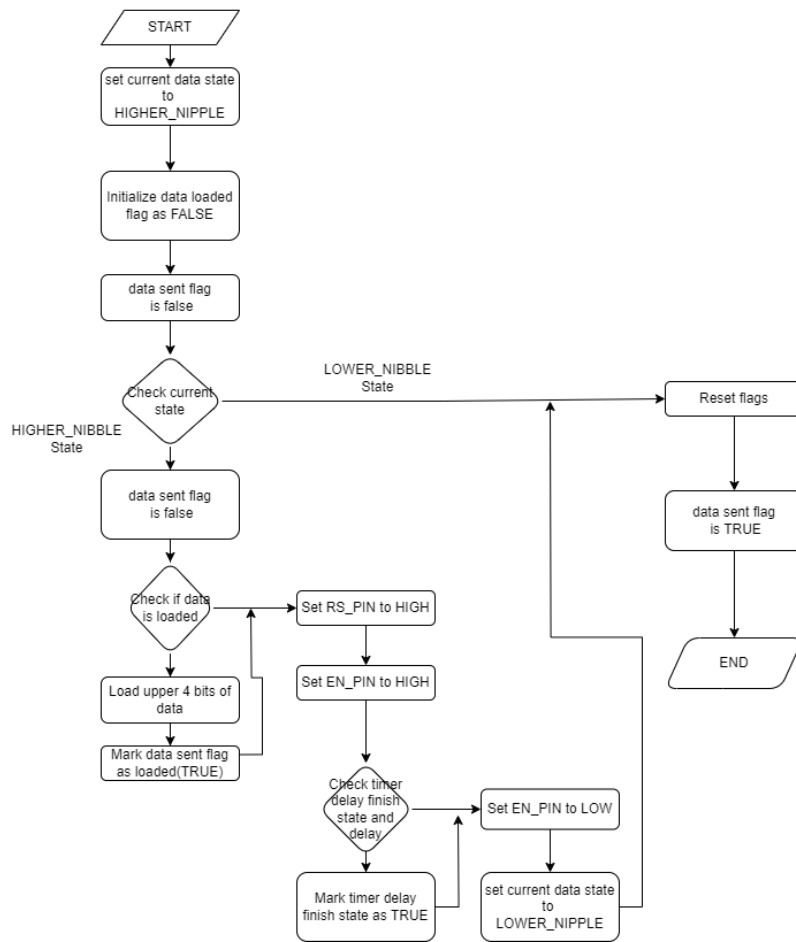 START
set current data state
to
HIGHER_NIPPLE
Initialize data loaded
flag as FALSE
data sent flag
is false
LOWER_NIBBLE
State
Check current
state
Reset flags
HIGHER_NIBBLE
State
data sent flag
is false
data sent flag
is TRUE
Check if data
is loaded
Set RS_PIN to HIGH
END
Load upper 4 bits of
data
Set EN_PIN to HIGH
Mark data sent flag
as loaded(TRUE)
Check timer
delay finish
state and
delay
Set EN_PIN to LOW
Mark timer delay
finish state as TRUE
set current data state
to
LOWER_NIPPLE